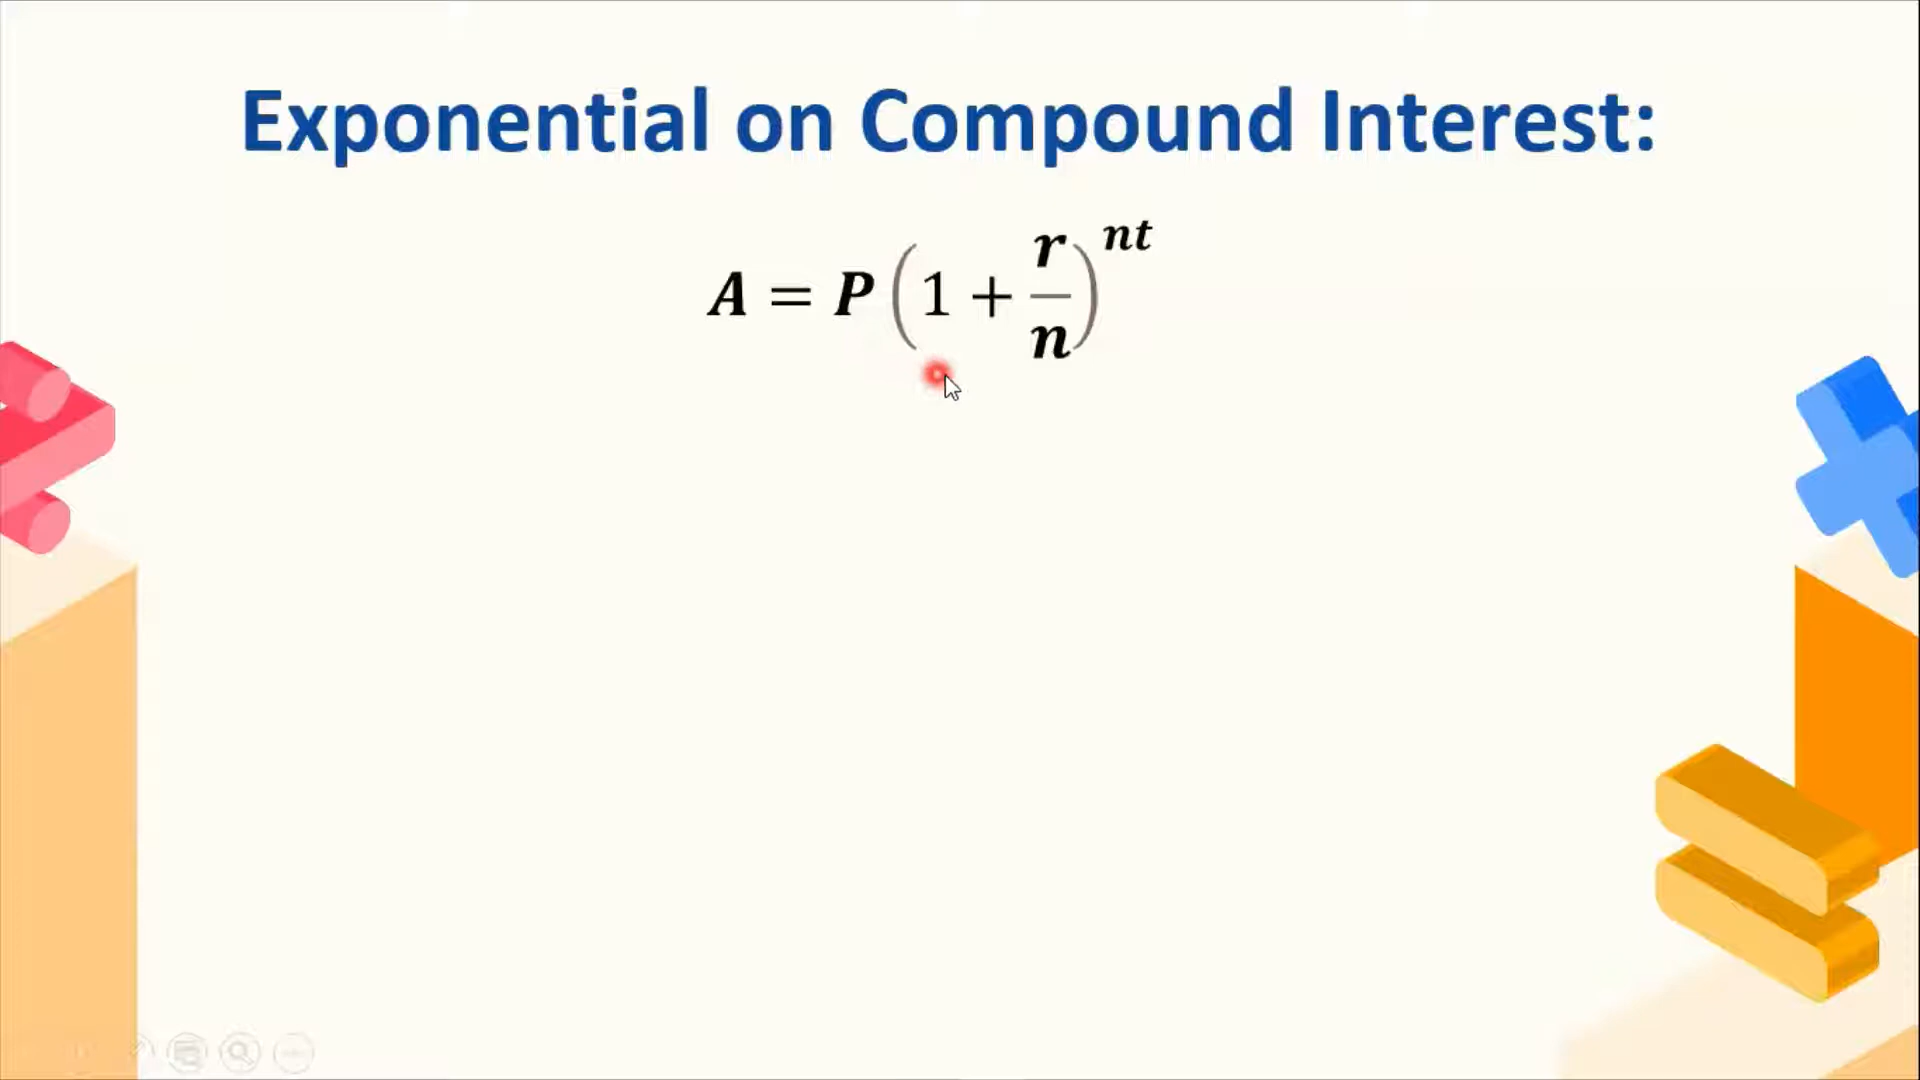 Exponential on Compound Interest:
A = P(1 + r/n)^nt